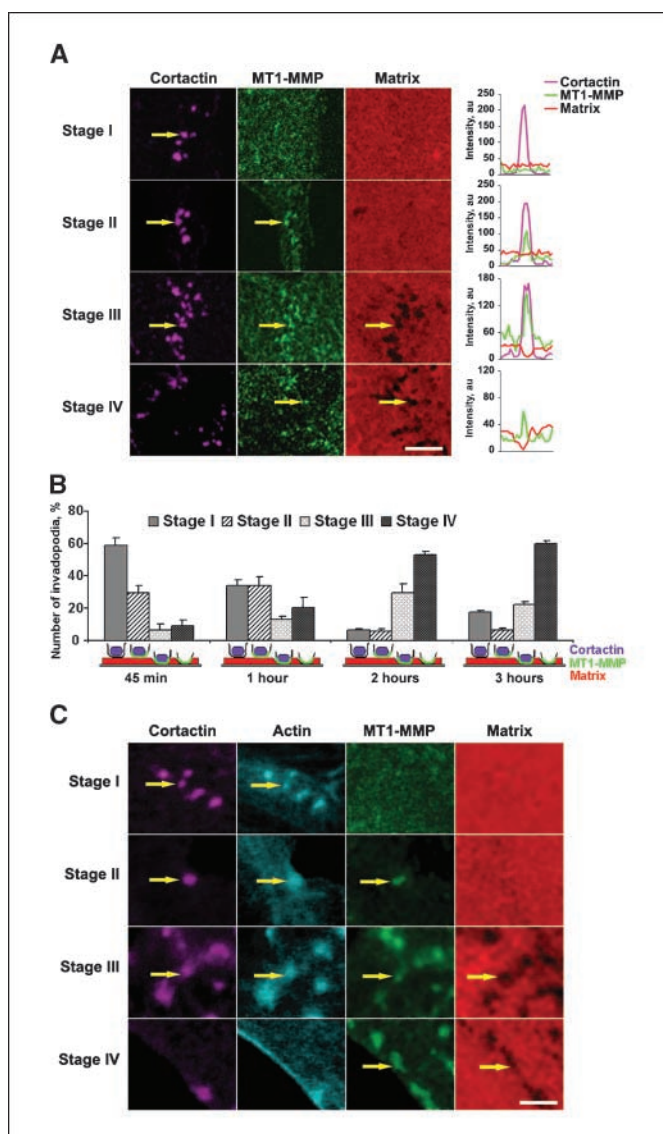 A
Cortactin MT1-MMP Matrix
Cortactin
MT1-MMP
Matrix
Stage I
Intensity, au
250
200
150
100
50
0
Stage II
Intensity, au
250
200
150
100
50
0
Stage III
Intensity, au
180
120
60
0
Stage IV
Intensity, au
120
80
40
0
B
Number of invadopodia, %
80
60
40
20
0
Stage I Stage II Stage III Stage IV
Cortactin
MT1-MMP
Matrix
45 min 1 hour 2 hours 3 hours
C
Cortactin Actin MT1-MMP Matrix
Stage I
Stage II
Stage III
Stage IV